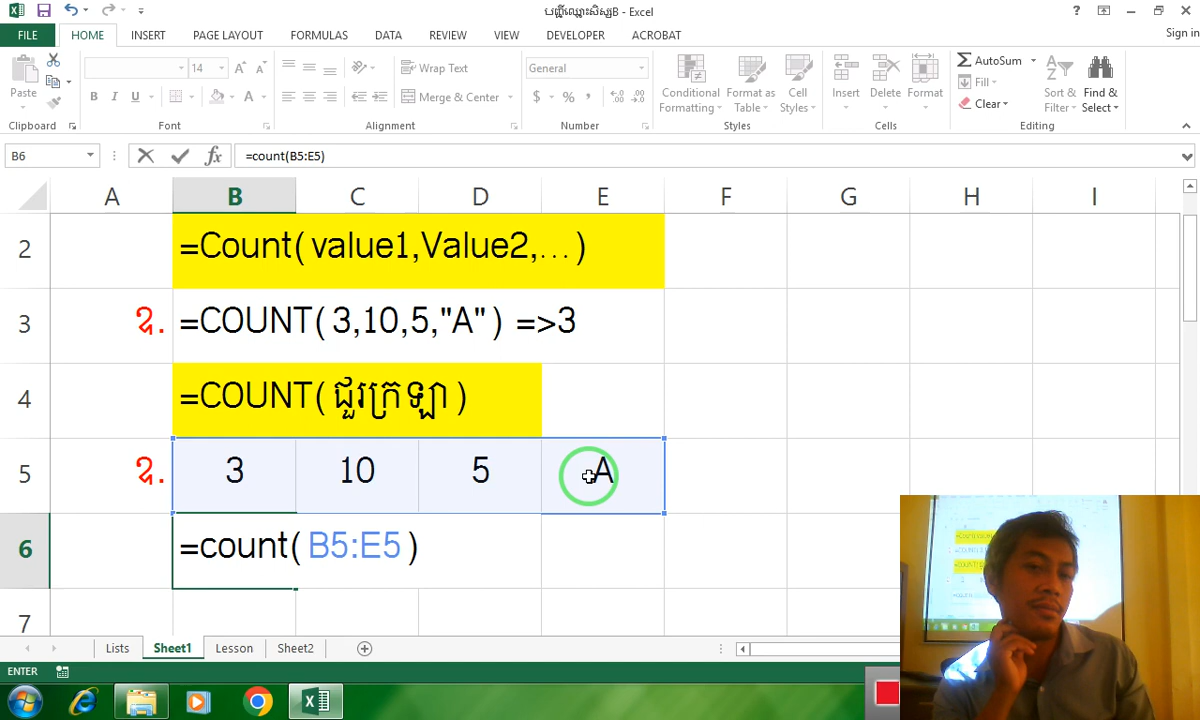 បញ្ជីឈ្មោះសិស្សB - Excel
Sign in
FILE HOME INSERT PAGE LAYOUT FORMULAS DATA REVIEW VIEW DEVELOPER ACROBAT
Paste
14
Wrap Text
Merge & Center
General
Conditional Formatting
Format as Table
Cell Styles
Insert Delete Format
AutoSum
Fill
Clear
Sort & Filter
Find & Select
Clipboard Font Alignment Number Styles Cells Editing
B6 =count(B5:E5)
A B C D E F G H I
2 =Count(value1,Value2,...)
3 ឧ. =COUNT(3,10,5,"A") =>3
4 =COUNT(ជួរក្រឡា)
5 ឧ. 3 10 5 A
6 =count(B5:E5)
7
Lists Sheet1 Lesson Sheet2
ENTER